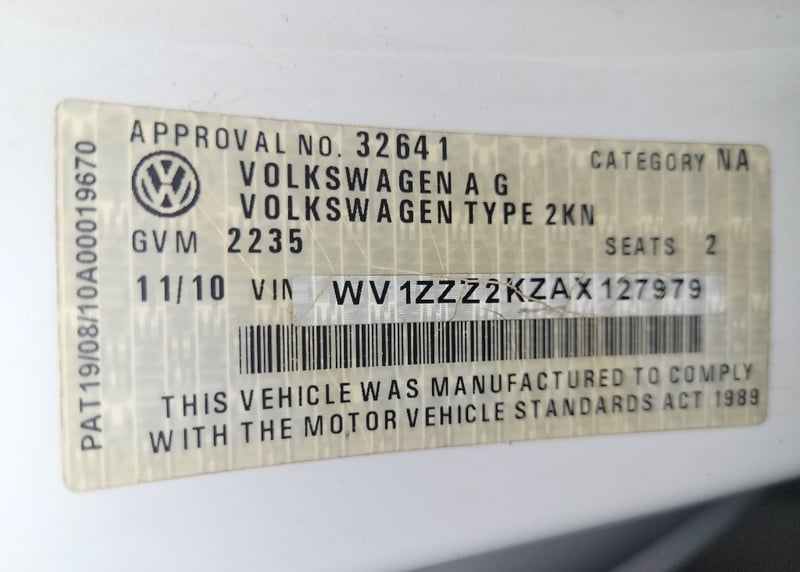 APPROVAL NO. 32641
CATEGORY NA
VOLKSWAGEN A G
VOLKSWAGEN TYPE 2KN
GVM 2235
SEATS 2
11/10 VIN WV1ZZZ2KZAX127979
THIS VEHICLE WAS MANUFACTURED TO COMPLY
WITH THE MOTOR VEHICLE STANDARDS ACT 1989
PAT19/08/10A00019670